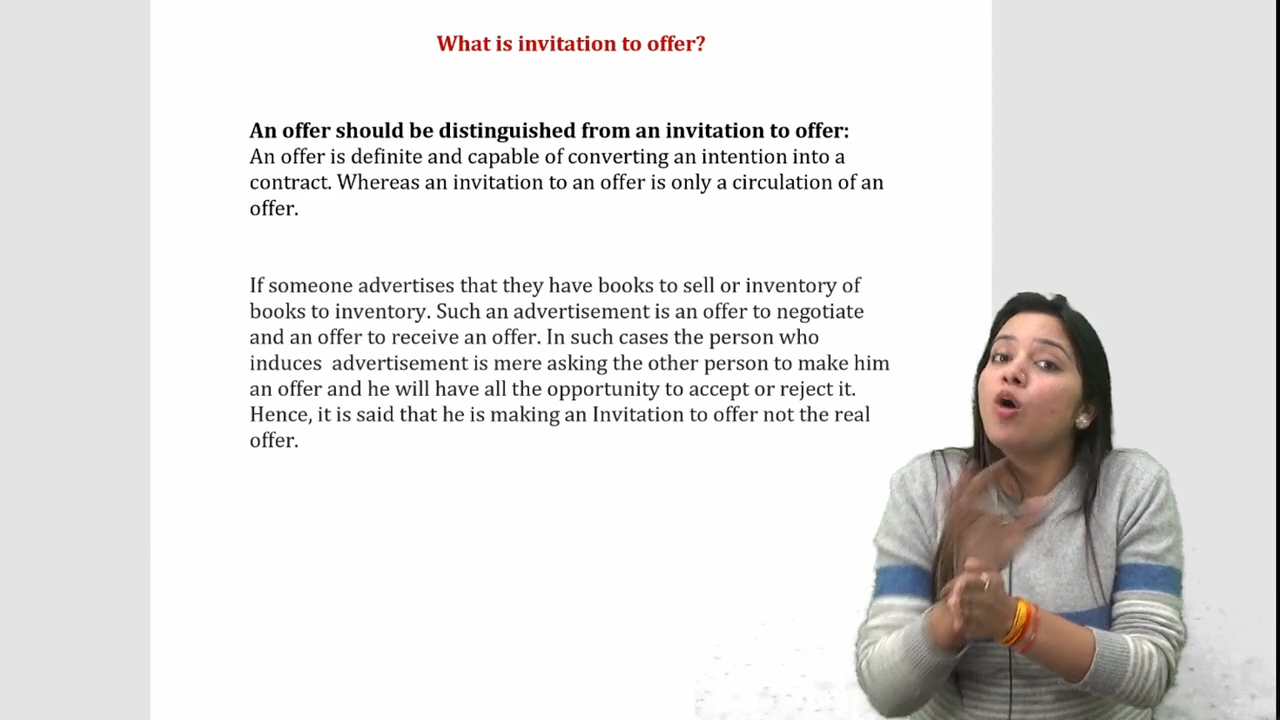 What is invitation to offer?
An offer should be distinguished from an invitation to offer:
An offer is definite and capable of converting an intention into a
contract. Whereas an invitation to an offer is only a circulation of an
offer.
If someone advertises that they have books to sell or inventory of
books to inventory. Such an advertisement is an offer to negotiate
and an offer to receive an offer. In such cases the person who
induces  advertisement is mere asking the other person to make him
an offer and he will have all the opportunity to accept or reject it.
Hence, it is said that he is making an Invitation to offer not the real
offer.